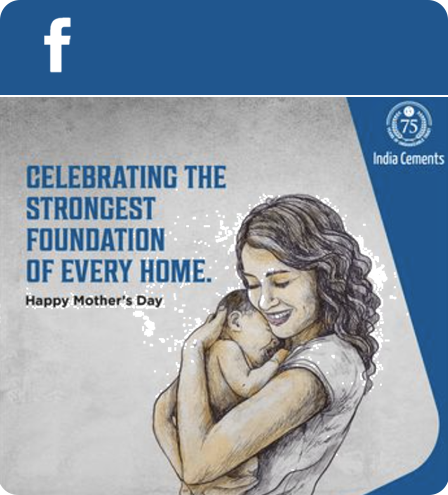 f
75
India Cements
CELEBRATING THE
STRONGEST
FOUNDATION
OF EVERY HOME.
Happy Mother's Day